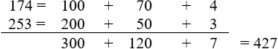 174 = 100 + 70 + 4
253 = 200 + 50 + 3
300 + 120 + 7 = 427